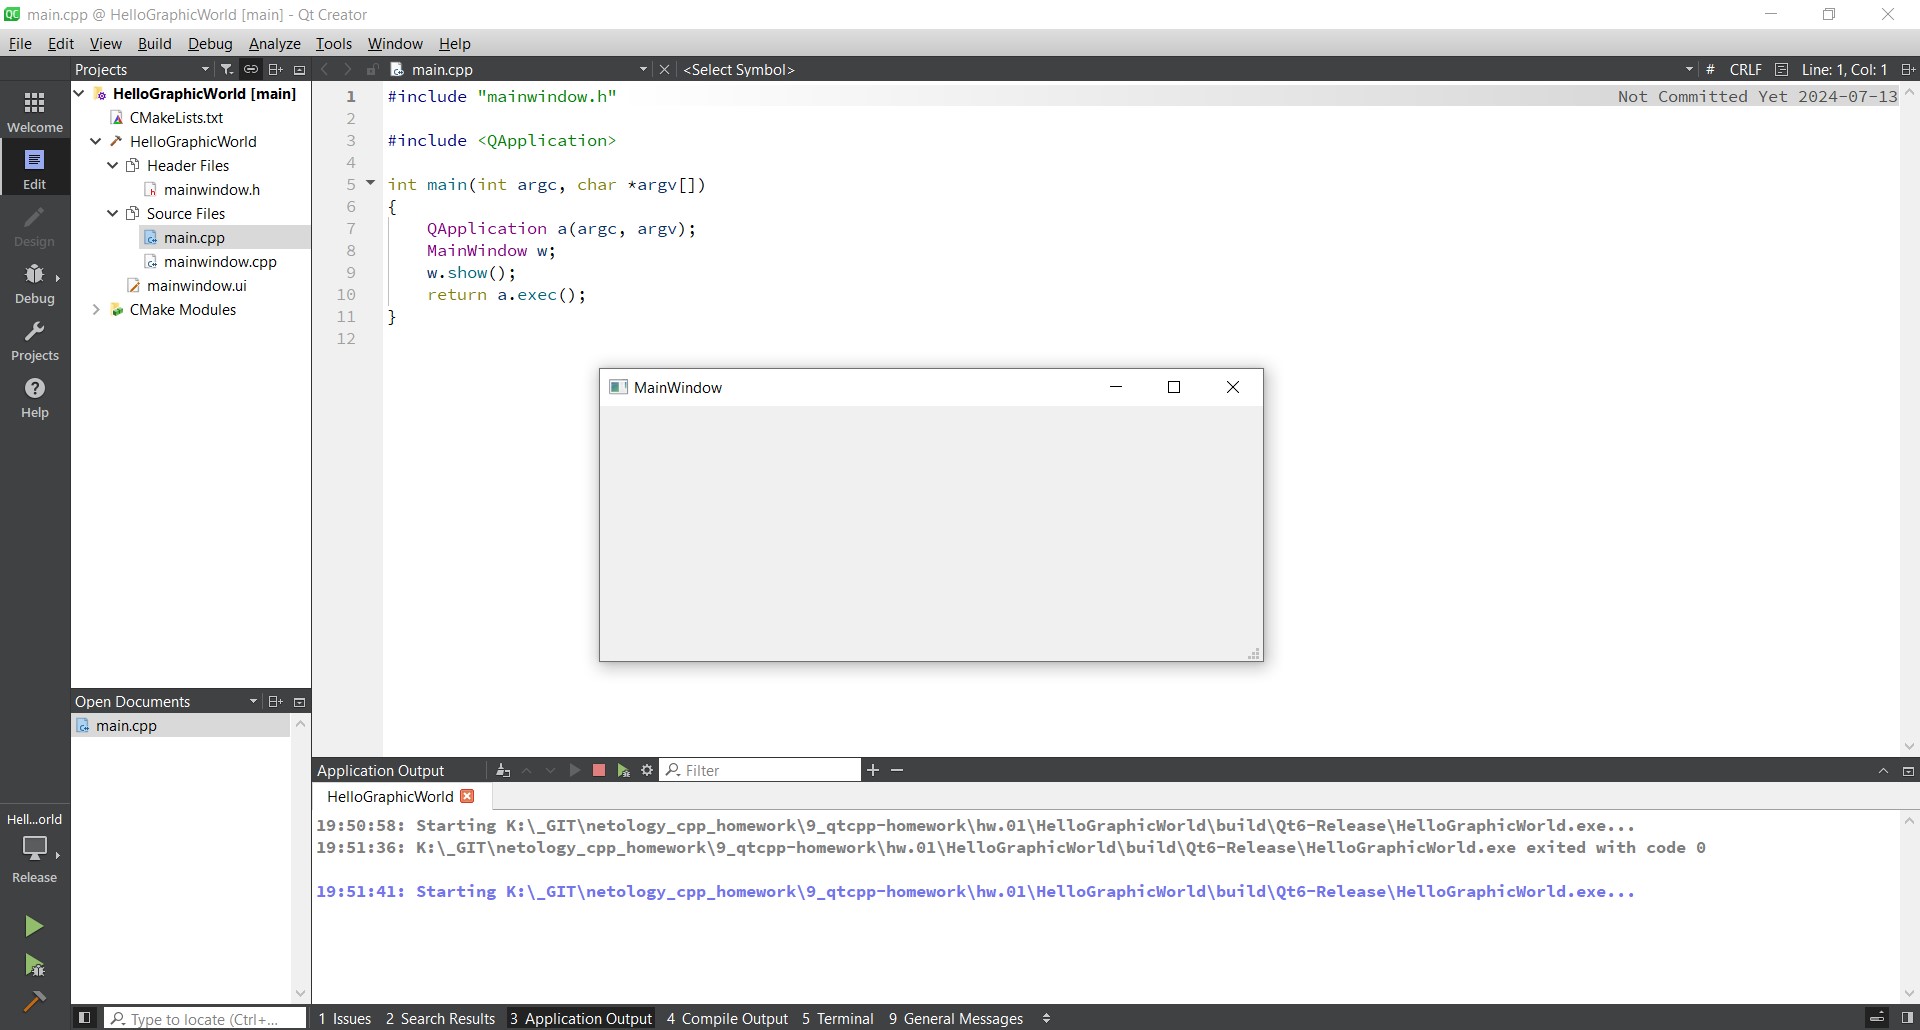 main.cpp @ HelloGraphicWorld [main] - Qt Creator
File Edit View Build Debug Analyze Tools Window Help
Projects
main.cpp
<Select Symbol>
# CRLF Line: 1, Col: 1
Welcome
Edit
Design
Debug
Projects
Help
HelloGraphicWorld [main]
CMakeLists.txt
HelloGraphicWorld
Header Files
mainwindow.h
Source Files
main.cpp
mainwindow.cpp
mainwindow.ui
CMake Modules
1 #include "mainwindow.h" Not Committed Yet 2024-07-13
2
3 #include <QApplication>
4
5 int main(int argc, char *argv[])
6 {
7 QApplication a(argc, argv);
8 MainWindow w;
9 w.show();
10 return a.exec();
11 }
12
MainWindow
Open Documents
main.cpp
Application Output
Filter
HelloGraphicWorld
19:50:58: Starting K:\_GIT\netology_cpp_homework\9_qtcpp-homework\hw.01\HelloGraphicWorld\build\Qt6-Release\HelloGraphicWorld.exe...
19:51:36: K:\_GIT\netology_cpp_homework\9_qtcpp-homework\hw.01\HelloGraphicWorld\build\Qt6-Release\HelloGraphicWorld.exe exited with code 0
19:51:41: Starting K:\_GIT\netology_cpp_homework\9_qtcpp-homework\hw.01\HelloGraphicWorld\build\Qt6-Release\HelloGraphicWorld.exe...
Hell...orld
Release
Type to locate (Ctrl+...
1 Issues 2 Search Results 3 Application Output 4 Compile Output 5 Terminal 9 General Messages